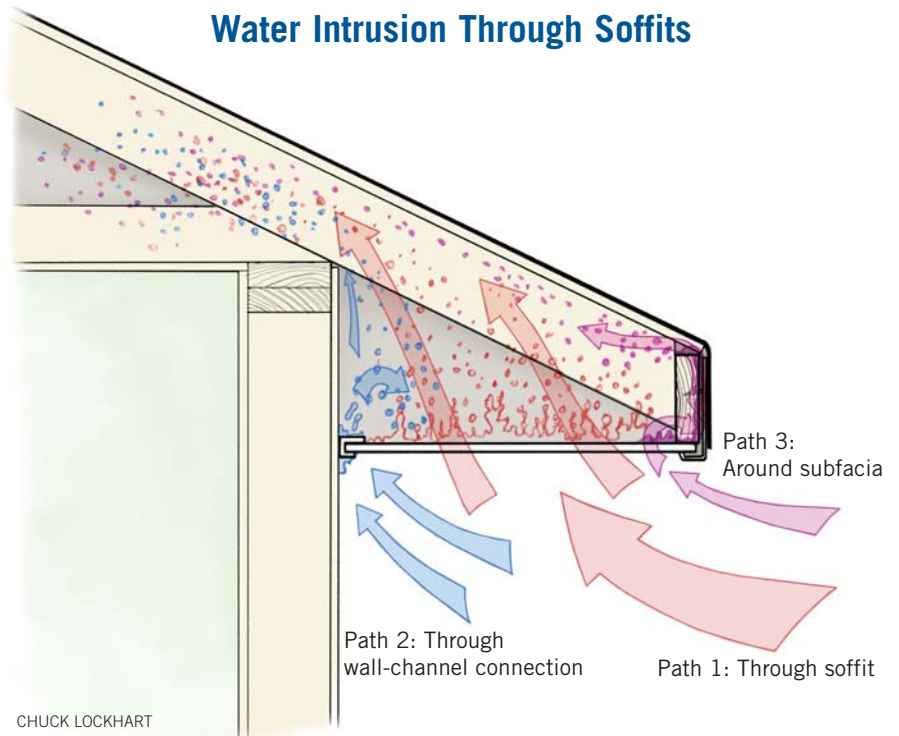 Water Intrusion Through Soffits
Path 3:
Around subfacia
Path 2: Through
wall-channel connection
Path 1: Through soffit
CHUCK LOCKHART